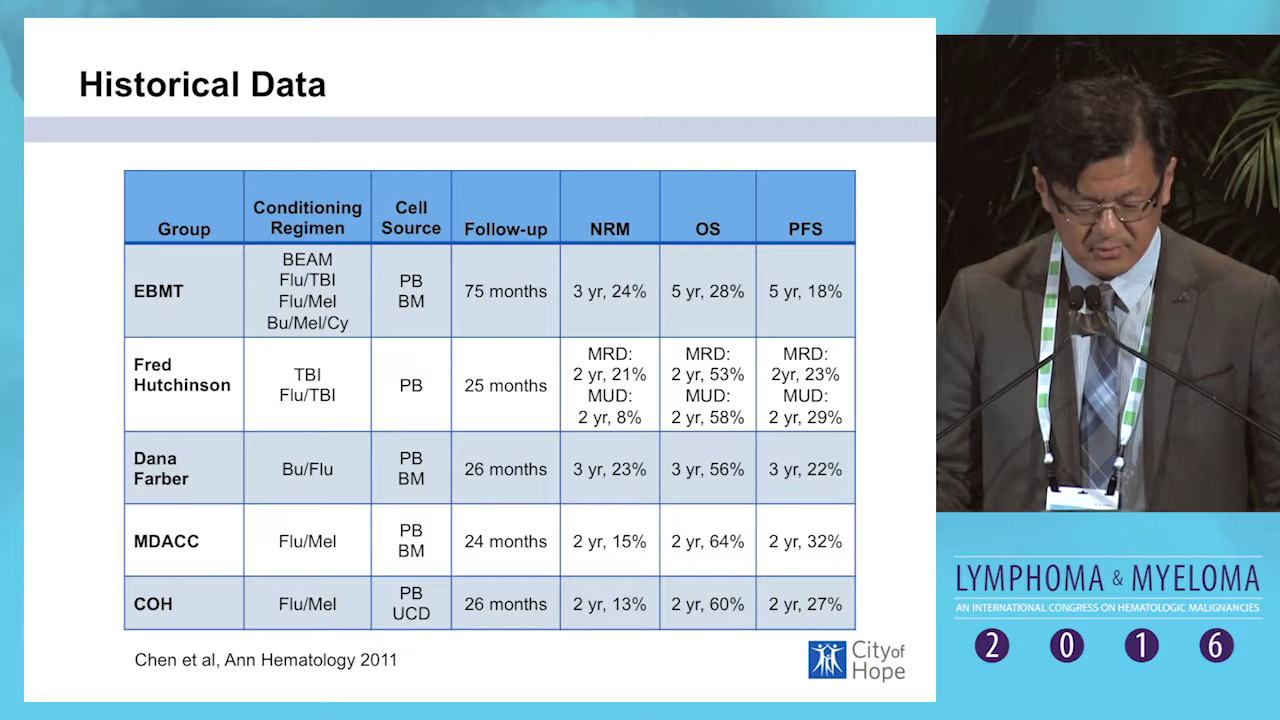 Historical Data
Group
Conditioning
Regimen
Cell
Source
Follow-up
NRM
OS
PFS
EBMT
BEAM
Flu/TBI
Flu/Mel
Bu/Mel/Cy
PB
BM
75 months
3 yr, 24%
5 yr, 28%
5 yr, 18%
Fred
Hutchinson
TBI
Flu/TBI
PB
25 months
MRD:
2 yr, 21%
MUD:
2 yr, 8%
MRD:
2 yr, 53%
MUD:
2 yr, 58%
MRD:
2yr, 23%
MUD:
2 yr, 29%
Dana
Farber
Bu/Flu
PB
BM
26 months
3 yr, 23%
3 yr, 56%
3 yr, 22%
MDACC
Flu/Mel
PB
BM
24 months
2 yr, 15%
2 yr, 64%
2 yr, 32%
COH
Flu/Mel
PB
UCD
26 months
2 yr, 13%
2 yr, 60%
2 yr, 27%
Chen et al, Ann Hematology 2011
City of
Hope
LYMPHOMA & MYELOMA
AN INTERNATIONAL CONGRESS ON HEMATOLOGIC MALIGNANCIES
2 0 1 6